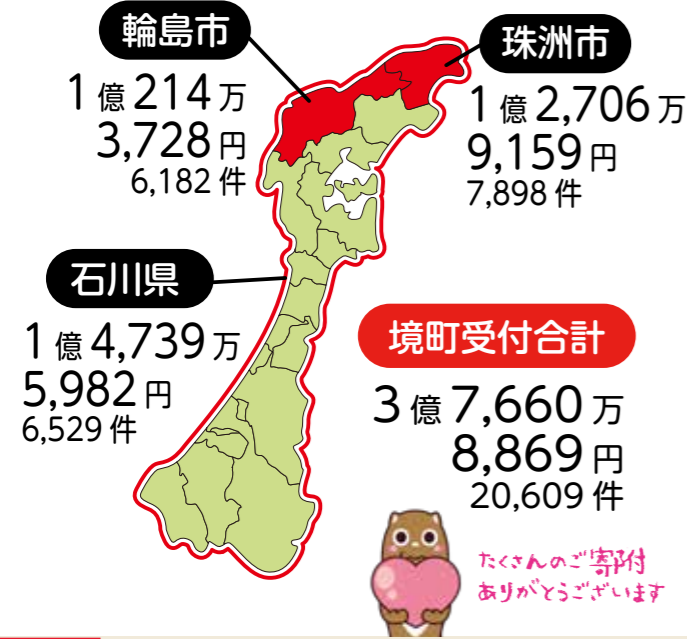 輪島市
1億214万
3,728円
6,182件
珠洲市
1億2,706万
9,159円
7,898件
石川県
1億4,739万
5,982円
6,529件
境町受付合計
3億7,660万
8,869円
20,609件
たくさんのご寄付
ありがとうございます